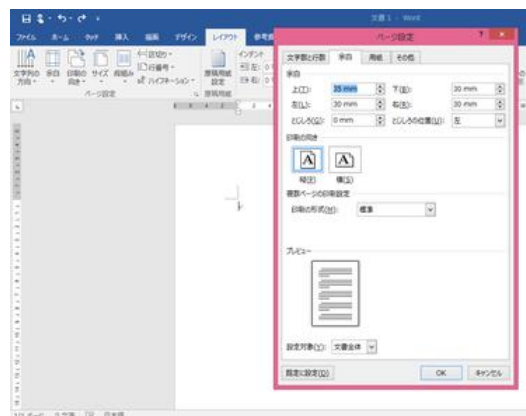 文書 1 - Word
ファイル ホーム タブ 挿入 描画 デザイン レイアウト
文字列の方向 余白 印刷の向き サイズ 段組み
区切り
行番号
ハイフネーション
原稿用紙設定
インデント
左:
右:
ページ設定
原稿用紙
ページ設定 ? ×
文字数と行数 余白 用紙 その他
余白
上(T): 35 mm 下(B): 30 mm
左(L): 30 mm 右(R): 30 mm
とじしろ(G): 0 mm とじしろの位置(U): 左
印刷の向き
縦(P) 横(S)
複数ページの印刷設定
印刷の形式(M): 標準
プレビュー
設定対象(Y): 文書全体
既定に設定(D) OK キャンセル